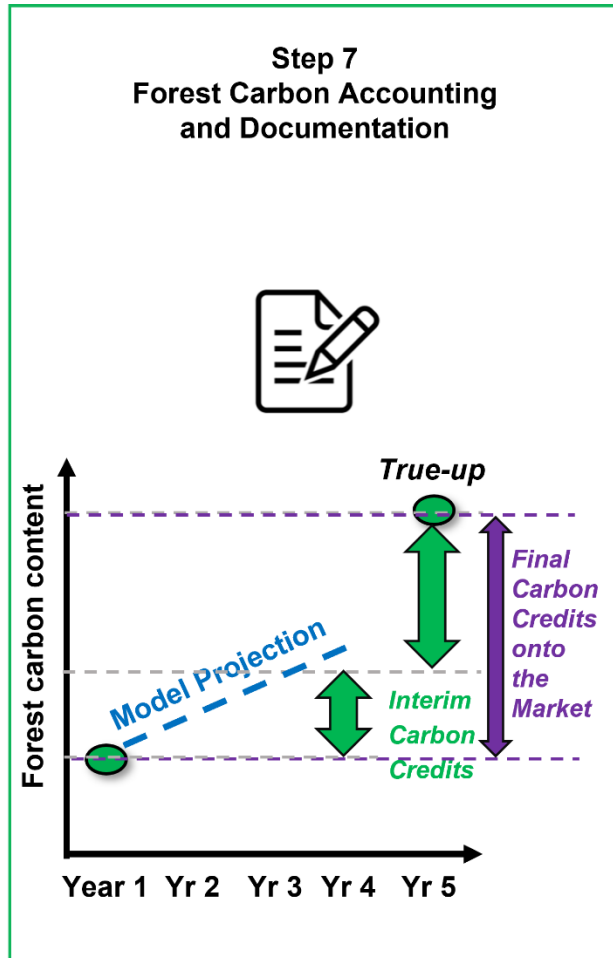 Step 7
Forest Carbon Accounting
and Documentation
True-up
Final
Carbon
Credits
onto
the
Market
Model Projection
Interim
Carbon
Credits
Forest carbon content
Year 1 Yr 2 Yr 3 Yr 4 Yr 5